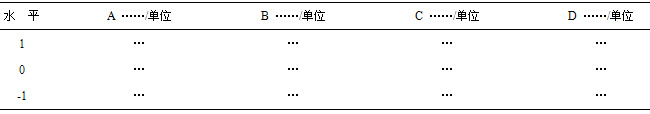 水 平 A ……/单位 B ……/单位 C ……/单位 D ……/单位
1 … … … …
0 … … … …
-1 … … … …